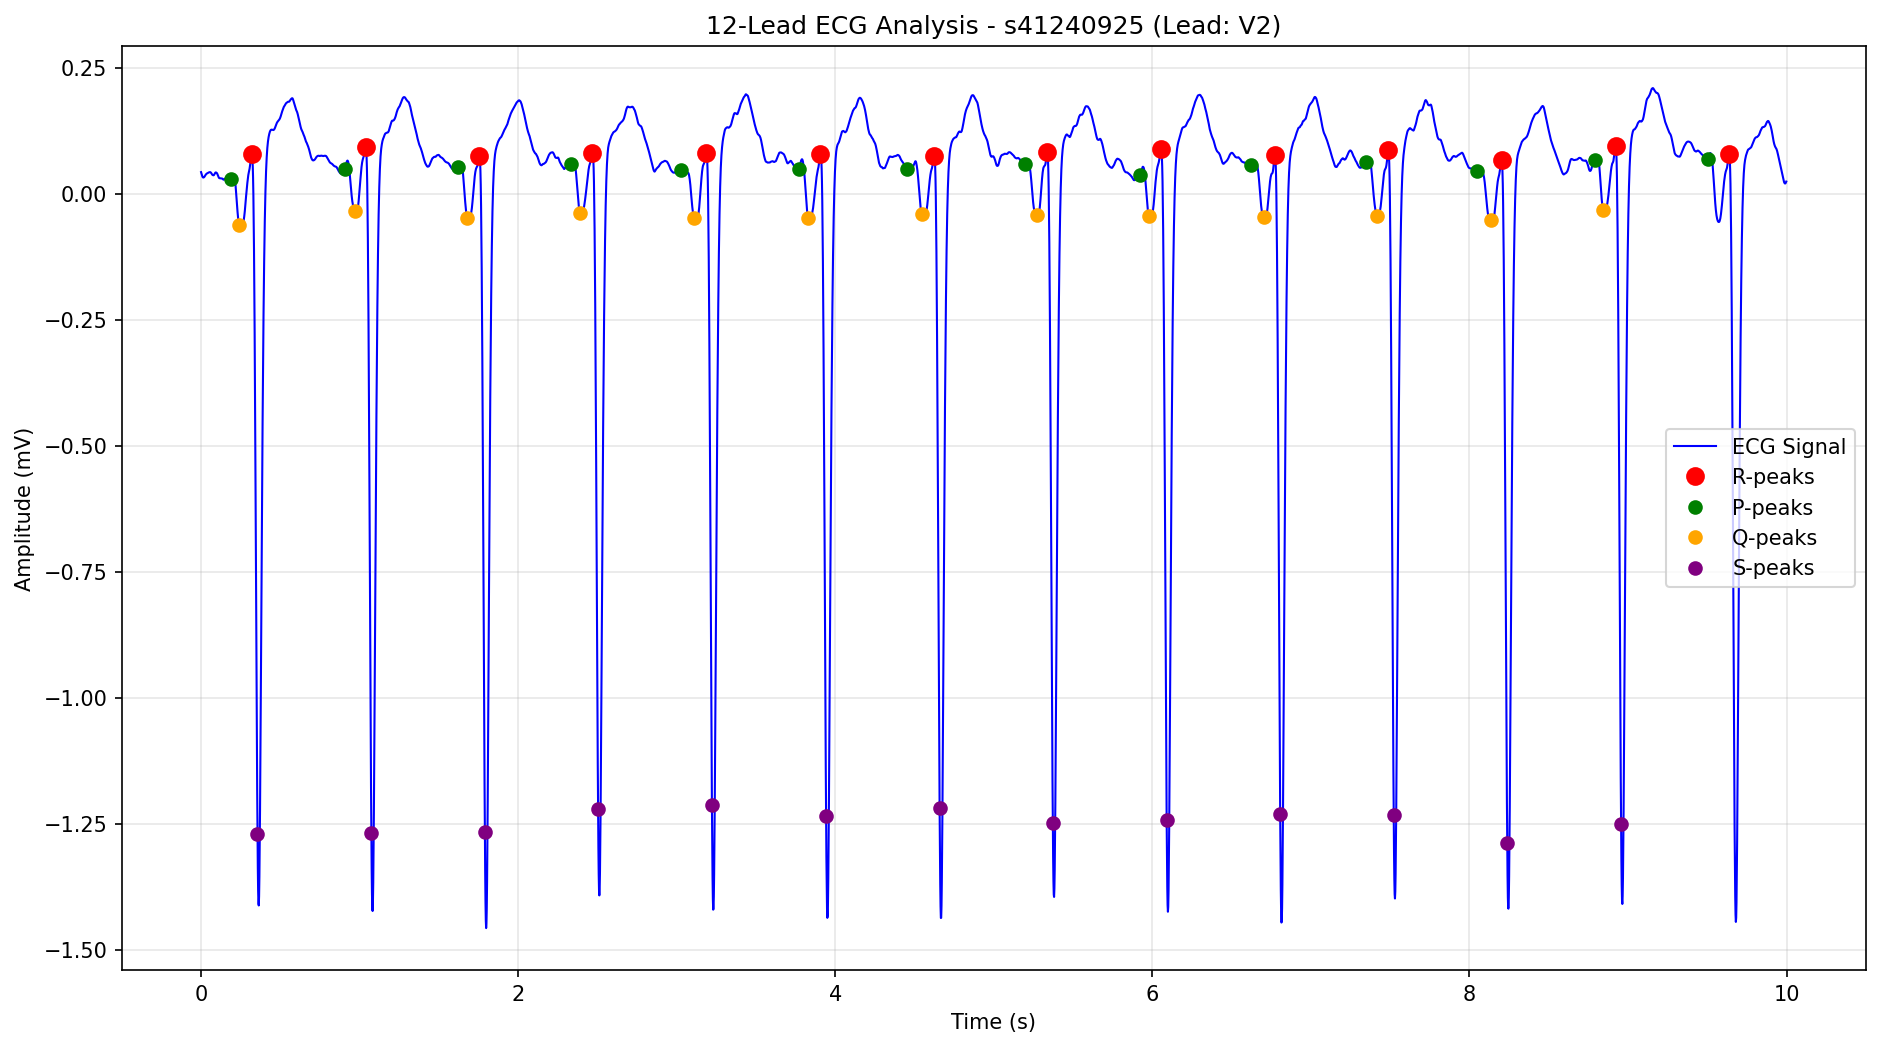 12-Lead ECG Analysis - s41240925 (Lead: V2)
0.25
0.00
−0.25
−0.50
−0.75
−1.00
−1.25
−1.50
Amplitude (mV)
ECG Signal
R-peaks
P-peaks
Q-peaks
S-peaks
0 2 4 6 8 10
Time (s)